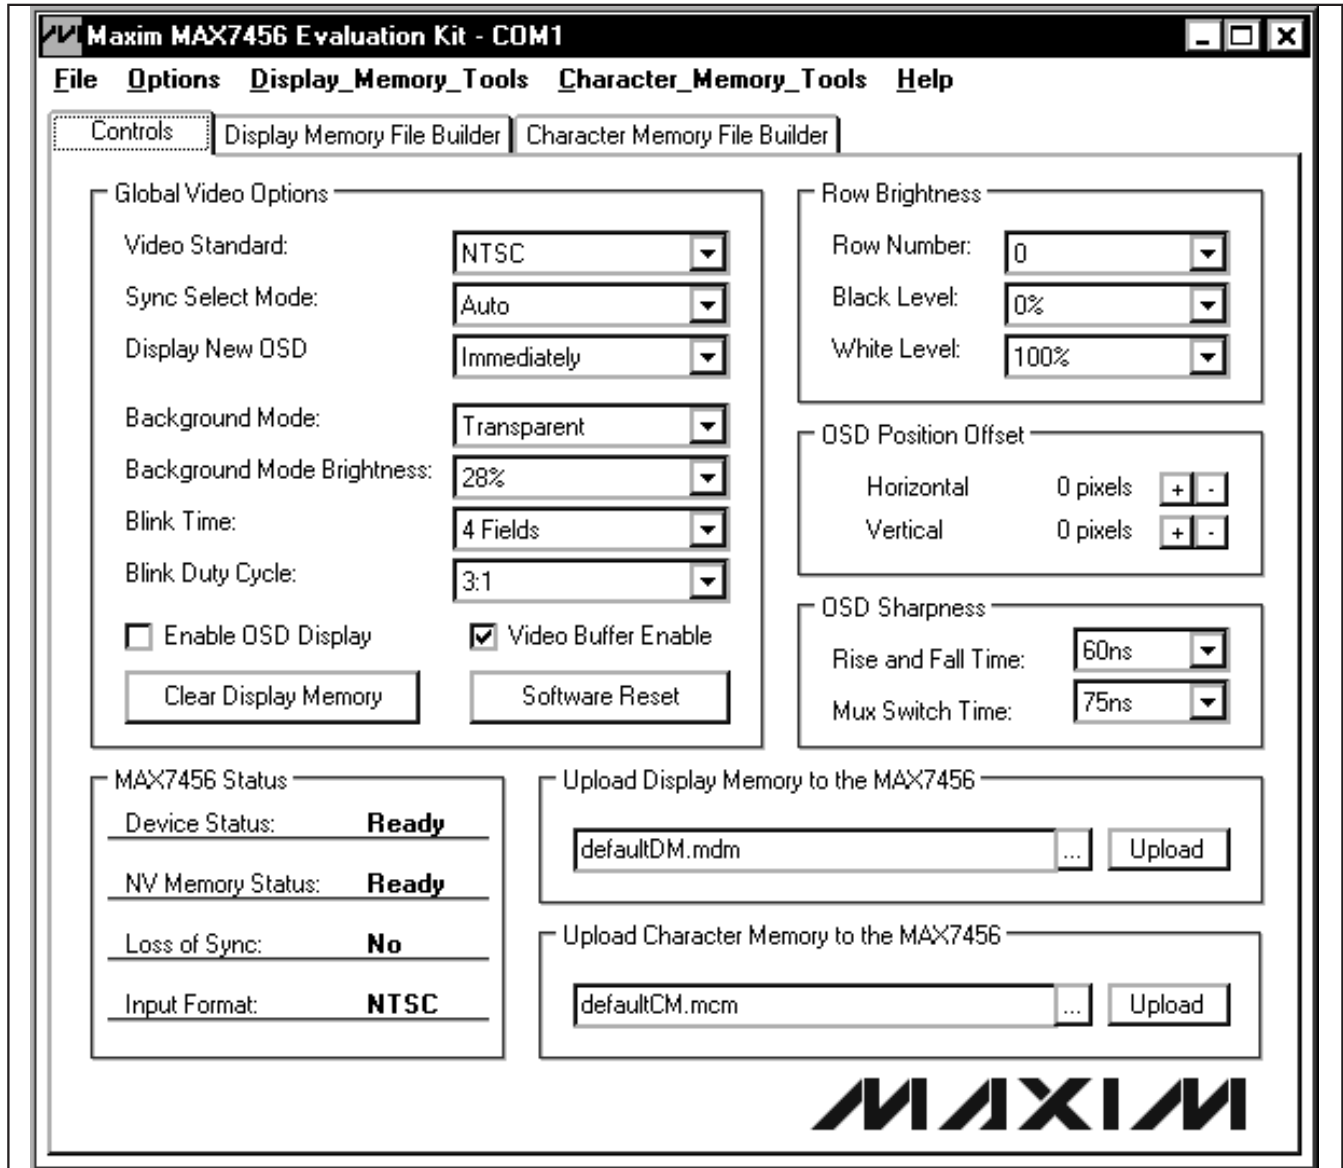 Maxim MAX7456 Evaluation Kit - COM1
File Options Display_Memory_Tools Character_Memory_Tools Help
Controls Display Memory File Builder Character Memory File Builder
Global Video Options
Video Standard: NTSC
Sync Select Mode: Auto
Display New OSD Immediately
Background Mode: Transparent
Background Mode Brightness: 28%
Blink Time: 4 Fields
Blink Duty Cycle: 3:1
Enable OSD Display Video Buffer Enable
Clear Display Memory Software Reset
Row Brightness
Row Number: 0
Black Level: 0%
White Level: 100%
OSD Position Offset
Horizontal 0 pixels + -
Vertical 0 pixels + -
OSD Sharpness
Rise and Fall Time: 60ns
Mux Switch Time: 75ns
MAX7456 Status
Device Status: Ready
NV Memory Status: Ready
Loss of Sync: No
Input Format: NTSC
Upload Display Memory to the MAX7456
defaultDM.mdm ... Upload
Upload Character Memory to the MAX7456
defaultCM.mcm ... Upload
MAXIM